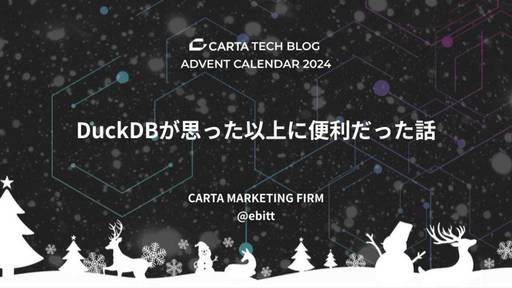 CARTA TECH BLOG
ADVENT CALENDAR 2024
DuckDBが思った以上に便利だった話
CARTA MARKETING FIRM
@ebitt